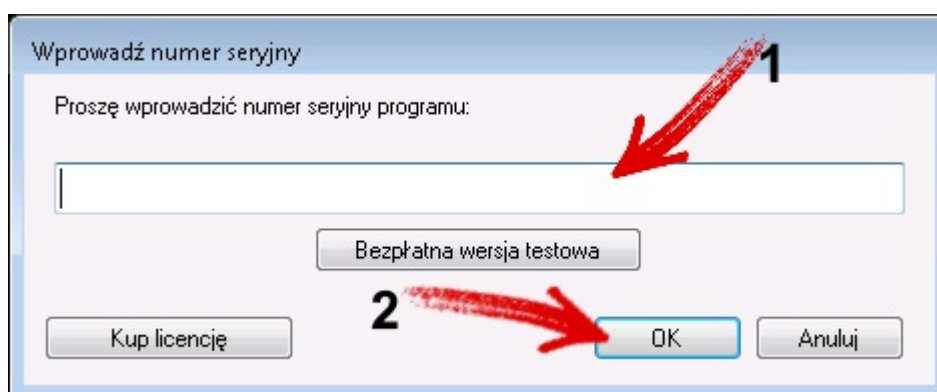 Wprowadź numer seryjny
1
Proszę wprowadzić numer seryjny programu:
Bezpłatna wersja testowa
2
Kup licencję OK Anuluj